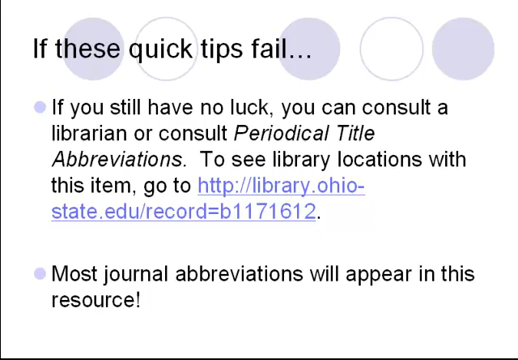 If these quick tips fail…
If you still have no luck, you can consult a
librarian or consult Periodical Title
Abbreviations. To see library locations with
this item, go to http://library.ohio-
state.edu/record=b1171612.
Most journal abbreviations will appear in this
resource!